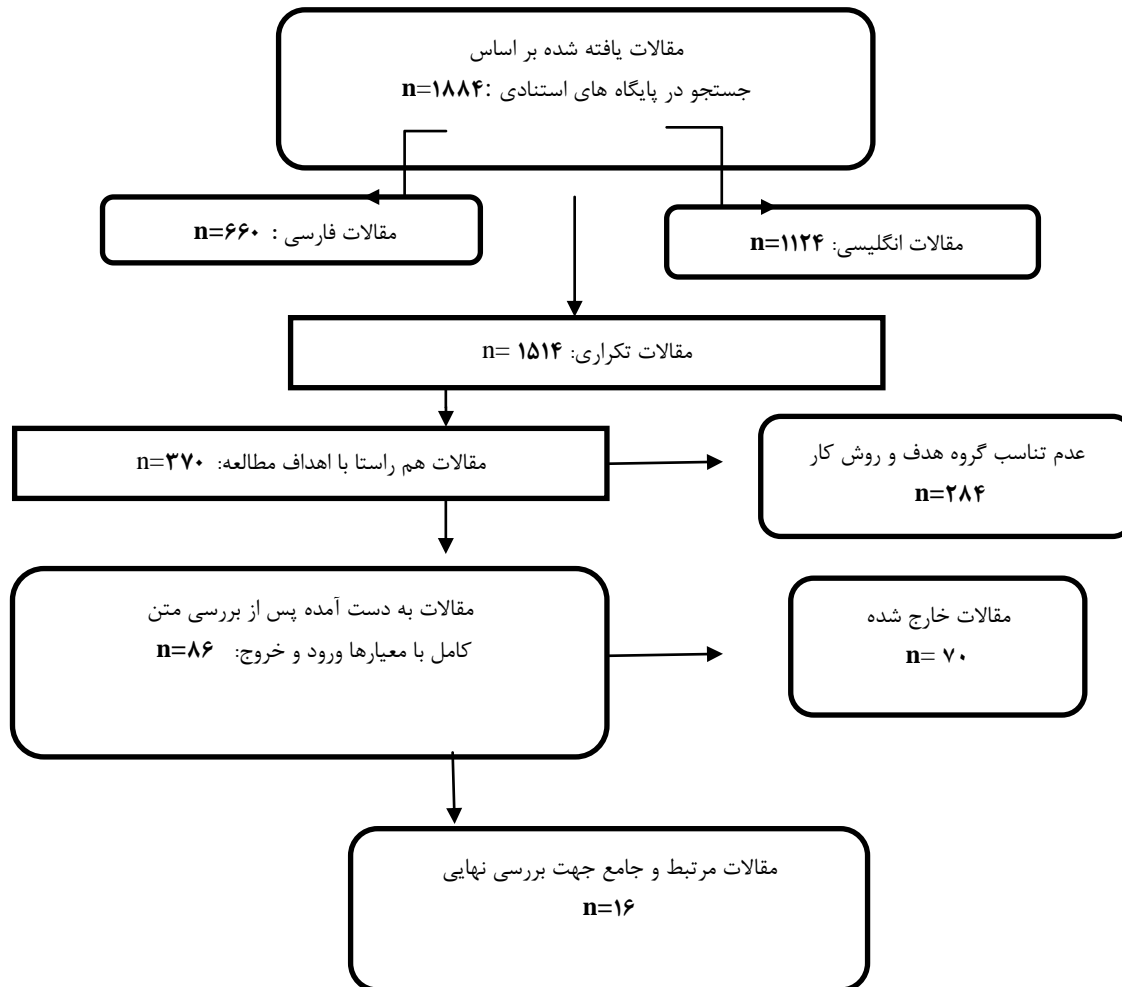 مقالات یافته شده بر اساس
جستجو در پایگاه های استنادی :n=۱۸۸۴
مقالات فارسی : n=۶۶۰
مقالات انگلیسی: n=۱۱۲۴
مقالات تکراری: n= ۱۵۱۴
مقالات هم راستا با اهداف مطالعه: n=۳۷۰
عدم تناسب گروه هدف و روش کار
n=۲۸۴
مقالات به دست آمده پس از بررسی متن
کامل با معیارها ورود و خروج: n=۸۶
مقالات خارج شده
n= ۷۰
مقالات مرتبط و جامع جهت بررسی نهایی
n=۱۶